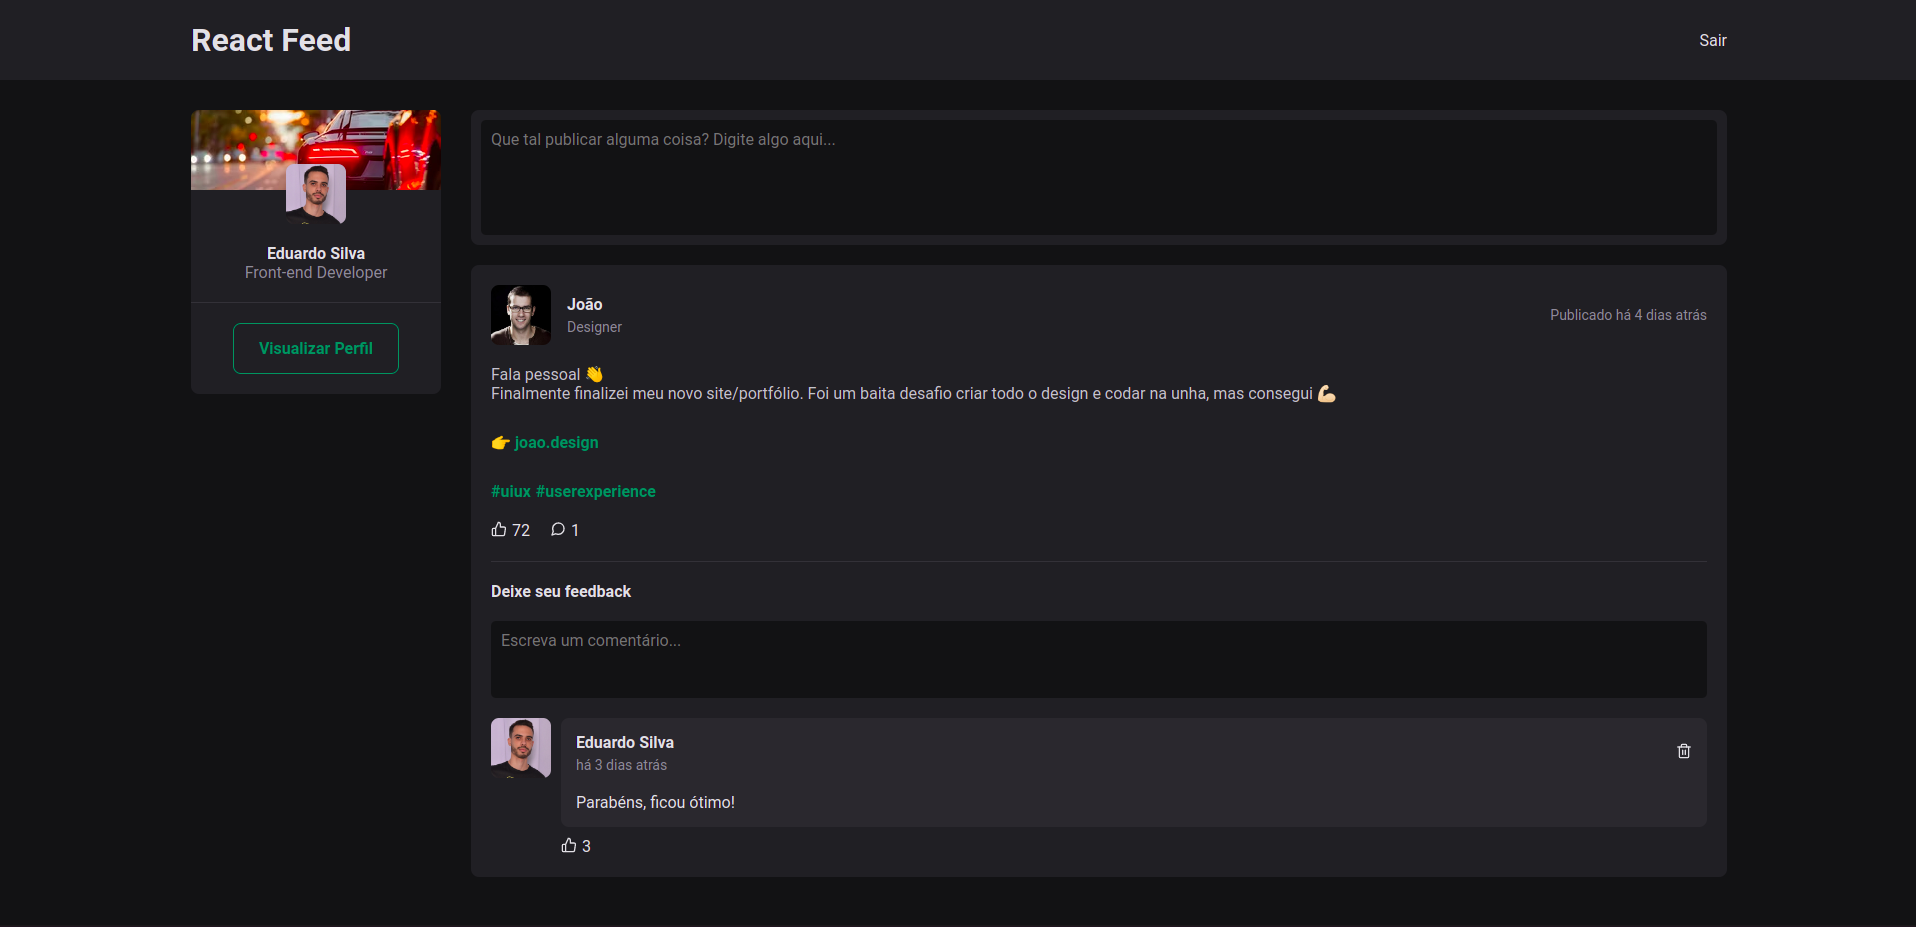 React Feed
Sair
Eduardo Silva
Front-end Developer
Visualizar Perfil
Que tal publicar alguma coisa? Digite algo aqui...
João
Designer
Publicado há 4 dias atrás
Fala pessoal 👋
Finalmente finalizei meu novo site/portfólio. Foi um baita desafio criar todo o design e codar na unha, mas consegui 💪🏻
👉 joao.design
#uiux #userexperience
72 1
Deixe seu feedback
Escreva um comentário...
Eduardo Silva
há 3 dias atrás
Parabéns, ficou ótimo!
3